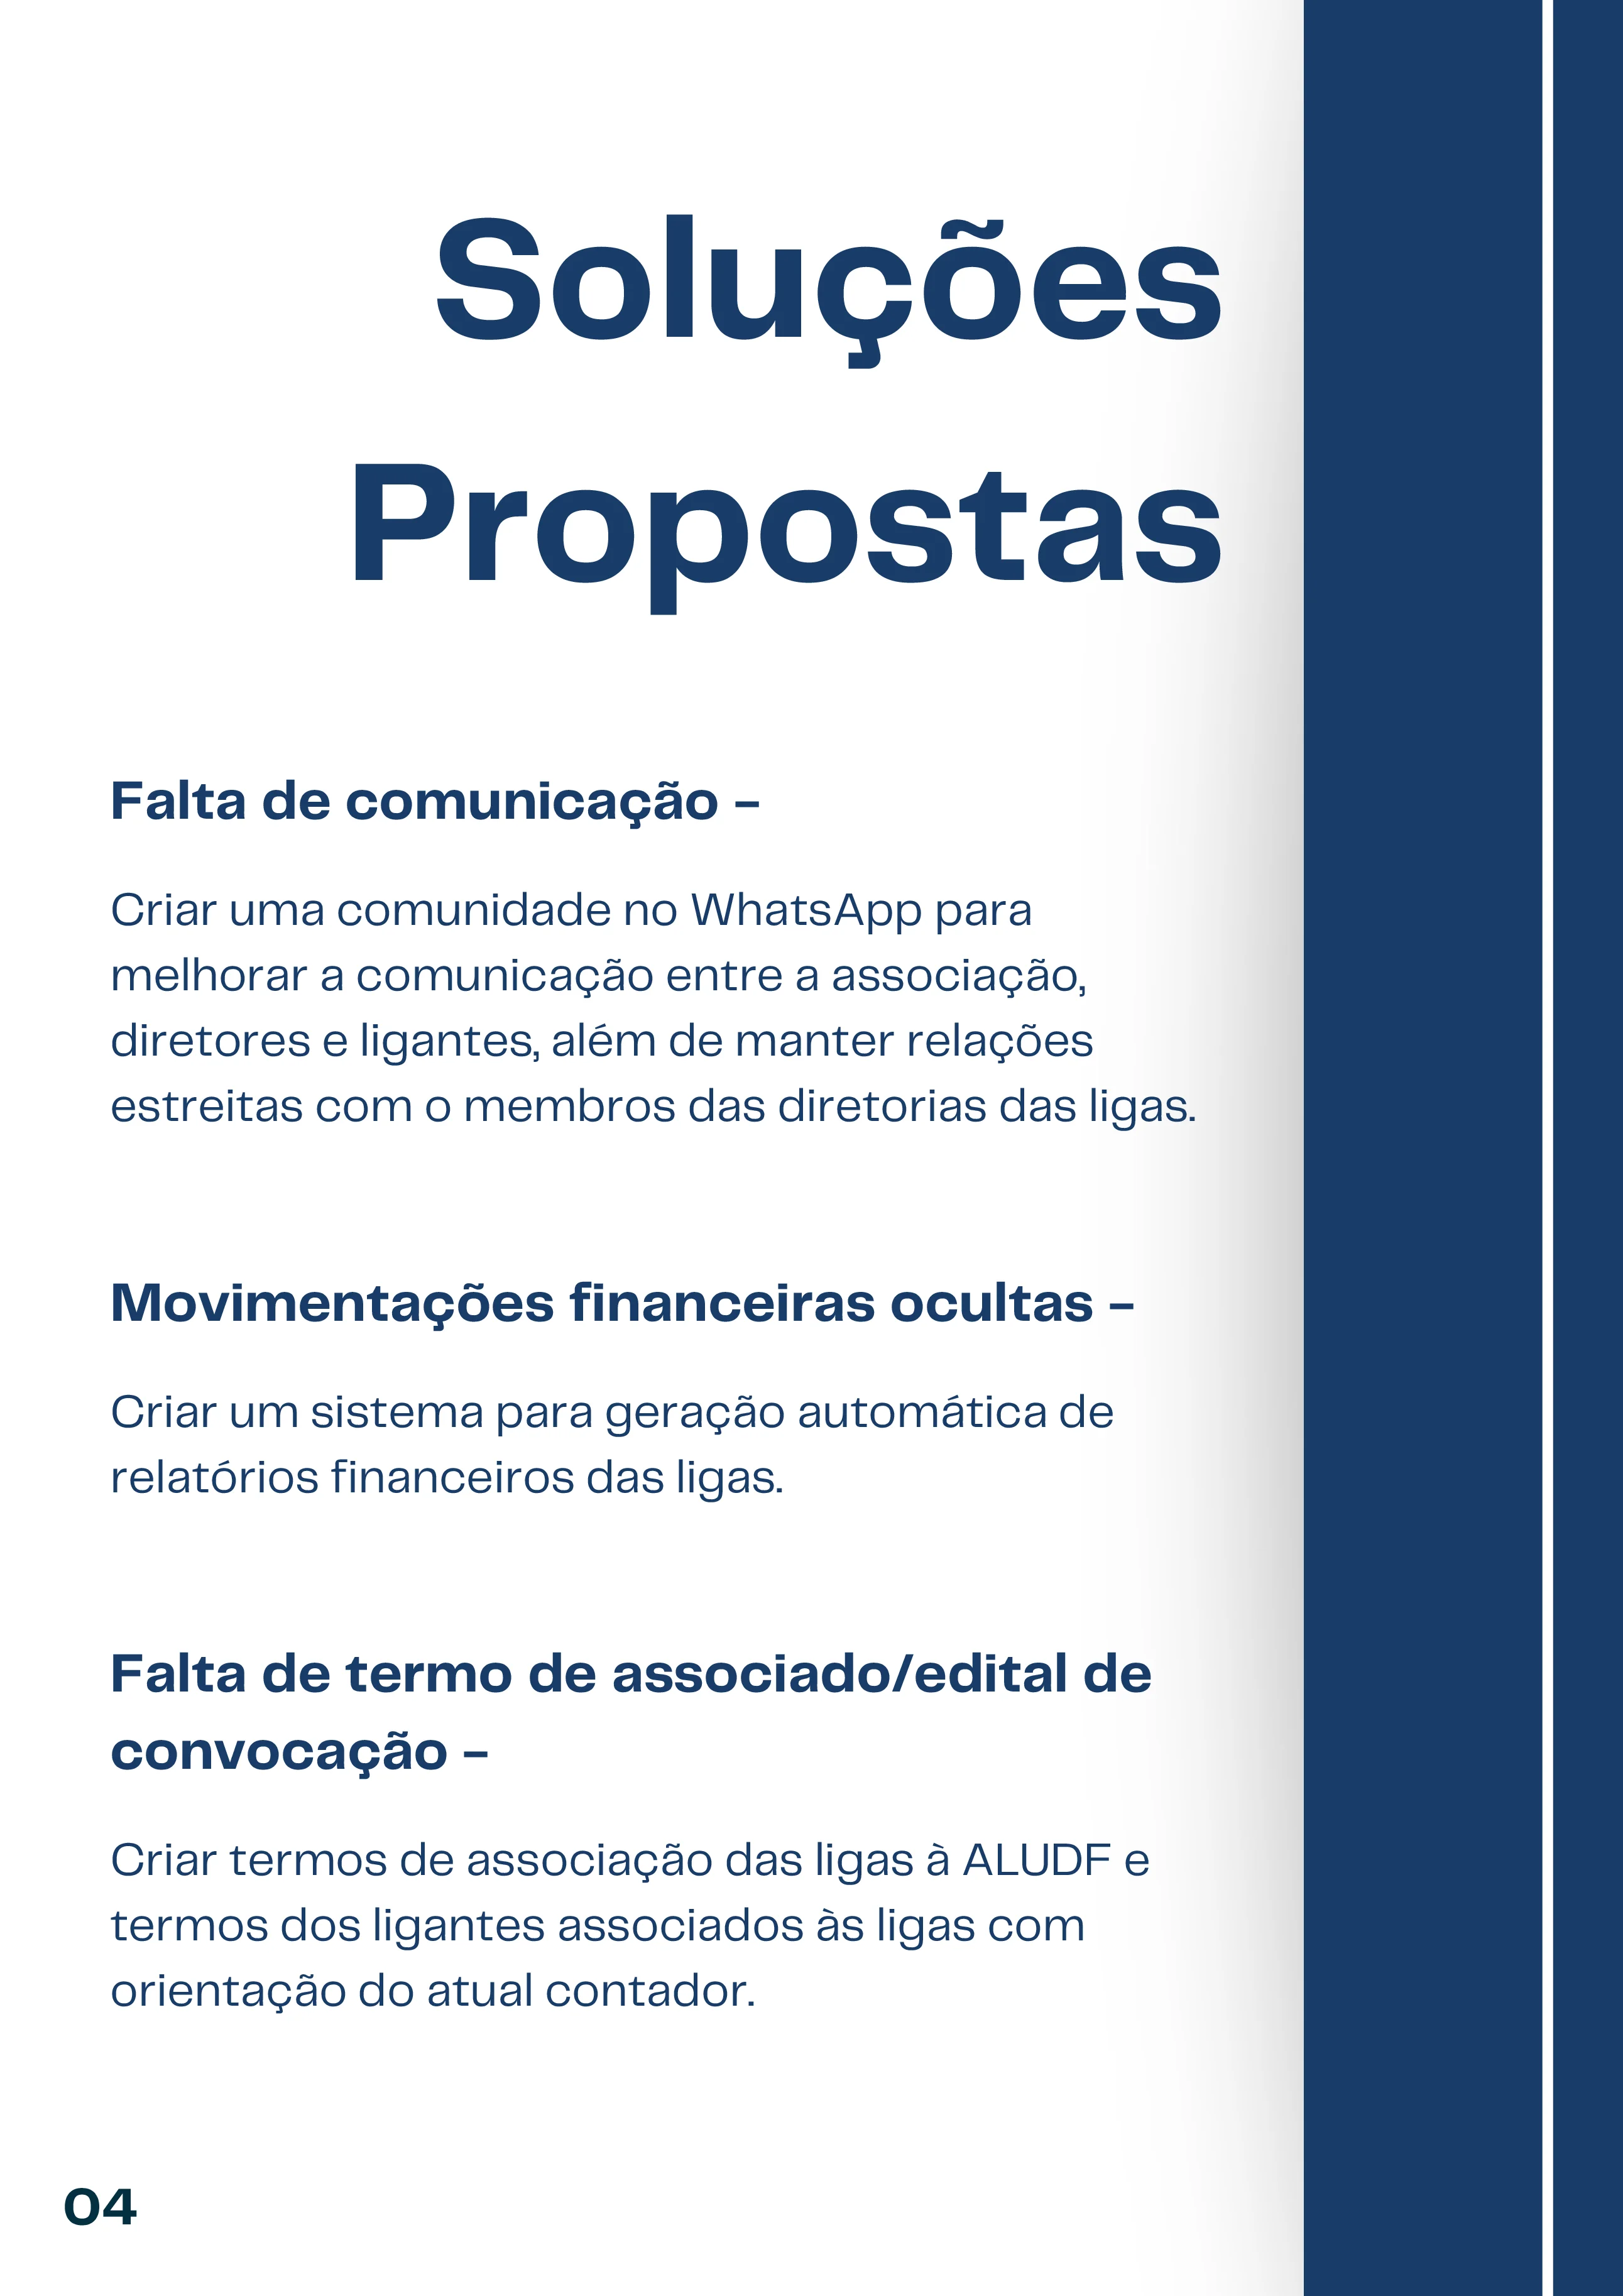 Soluções
Propostas
Falta de comunicação -
Criar uma comunidade no WhatsApp para
melhorar a comunicação entre a associação,
diretores e ligantes, além de manter relações
estreitas com o membros das diretorias das ligas.
Movimentações financeiras ocultas -
Criar um sistema para geração automática de
relatórios financeiros das ligas.
Falta de termo de associado/edital de
convocação -
Criar termos de associação das ligas à ALUDF e
termos dos ligantes associados às ligas com
orientação do atual contador.
04